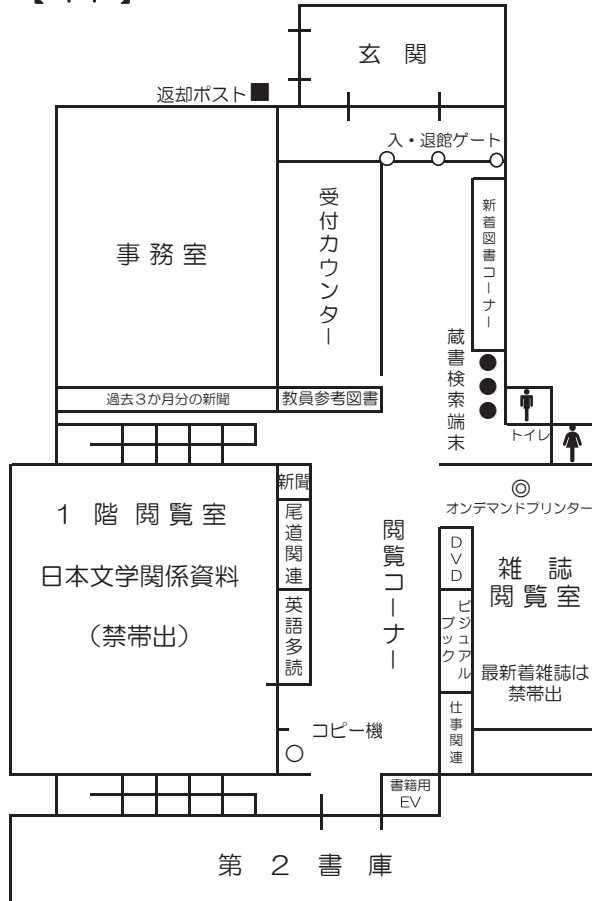 玄関
返却ポスト
入・退館ゲート
事務室
受付カウンター
新着図書コーナー
蔵書検索端末
過去3か月分の新聞
教員参考図書
トイレ
新聞
オンデマンドプリンター
1階閲覧室
日本文学関係資料
(禁帯出)
尾道関連
英語多読
閲覧コーナー
DVD
ビジュアル
ブック
仕事関連
雑誌
閲覧室
最新着雑誌は
禁帯出
コピー機
書籍用
EV
第2書庫